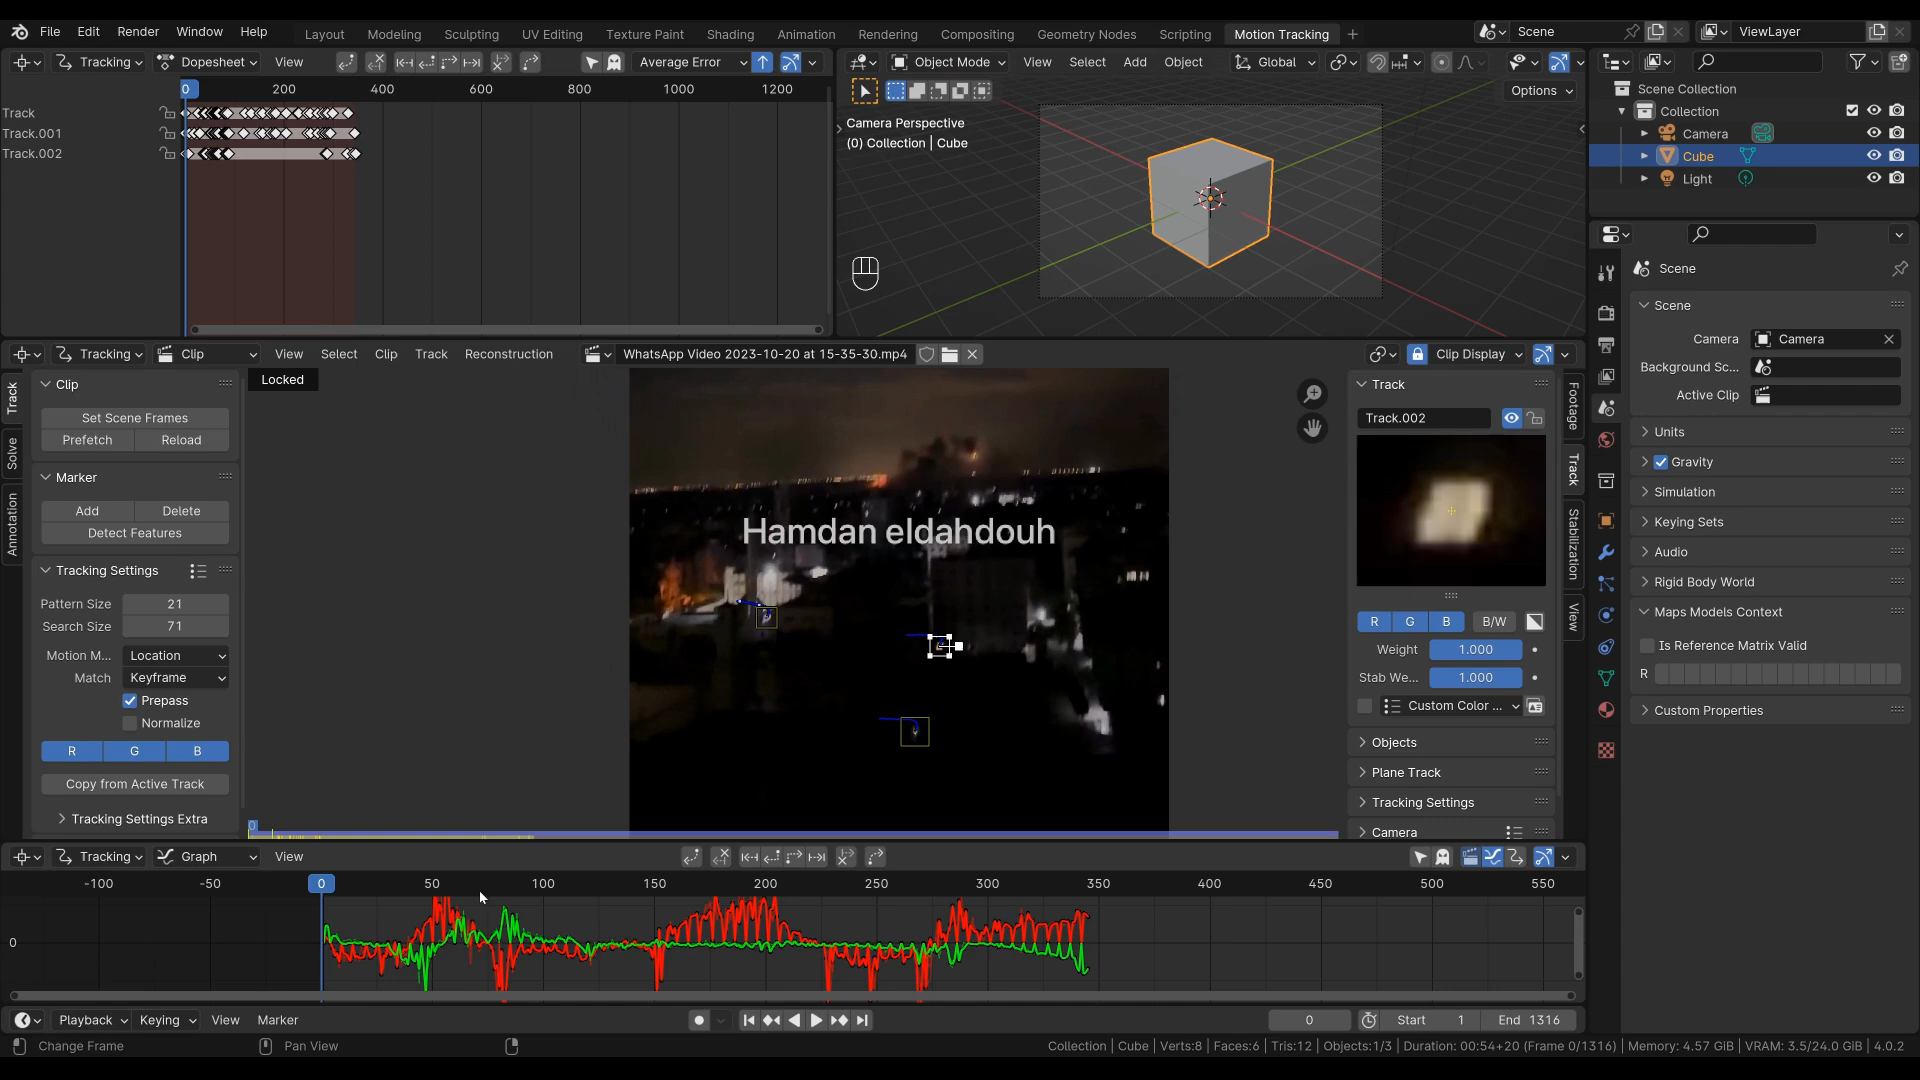 File Edit Render Window Help Layout Modeling Sculpting UV Editing Texture Paint Shading Animation Rendering Compositing Geometry Nodes Scripting Motion Tracking + Scene ViewLayer
Tracking Dopesheet View Average Error
0 200 400 600 800 1000 1200
Track
Track.001
Track.002
Object Mode View Select Add Object Global
Options
Camera Perspective
(0) Collection | Cube
Scene Collection
Collection
Camera
Cube
Light
Scene
Scene
Camera Camera
Background Sc...
Active Clip
Units
Gravity
Simulation
Keying Sets
Audio
Rigid Body World
Maps Models Context
Is Reference Matrix Valid
R
Custom Properties
Tracking Clip View Select Clip Track Reconstruction WhatsApp Video 2023-10-20 at 15-35-30.mp4 Clip Display
Track
Solve
Annotation
Clip
Set Scene Frames
Prefetch Reload
Marker
Add Delete
Detect Features
Tracking Settings
Pattern Size 21
Search Size 71
Motion M... Location
Match Keyframe
Prepass
Normalize
R G B
Copy from Active Track
Tracking Settings Extra
Locked
Hamdan eldahdouh
0
Track
Track.002
R G B B/W
Weight 1.000
Stab We... 1.000
Custom Color ...
Objects
Plane Track
Tracking Settings
Camera
Footage
Track
Stabilization
View
Tracking Graph View
-100 -50 0 50 100 150 200 250 300 350 400 450 500 550
0
Playback Keying View Marker 0 Start 1 End 1316
Change Frame Pan View Collection | Cube | Verts:8 | Faces:6 | Tris:12 | Objects:1/3 | Duration: 00:54+20 (Frame 0/1316) | Memory: 4.57 GiB | VRAM: 3.5/24.0 GiB | 4.0.2